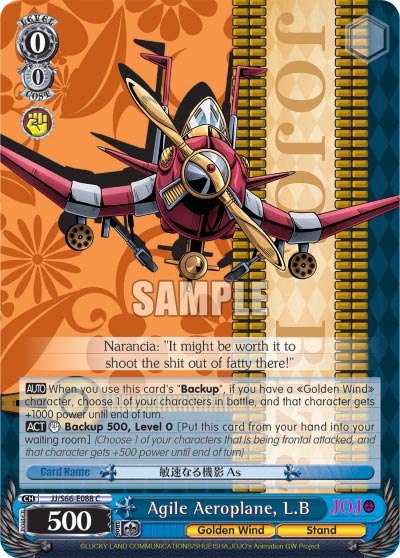 LEVEL
0
0
COST
JOJO'S BIZA
SAMPLE
Narancia: "It might be worth it to
shoot the shit out of fatty there!"
AUTO When you use this card's "Backup", if you have a «Golden Wind»
character, choose 1 of your characters in battle, and that character gets
+1000 power until end of turn.
ACT Backup 500, Level 0 [Put this card from your hand into your
waiting room] (Choose 1 of your characters that is being frontal attacked, and
that character gets +500 power until end of turn)
Card Name 敏速なる機影 As
CH JJ/S66-E088 C
POWER
500
SOUL
Agile Aeroplane, L.B JOJ
Golden Wind Stand
©LUCKY LAND COMMUNICATIONS/SHUEISHA,JOJO's Animation GW Project